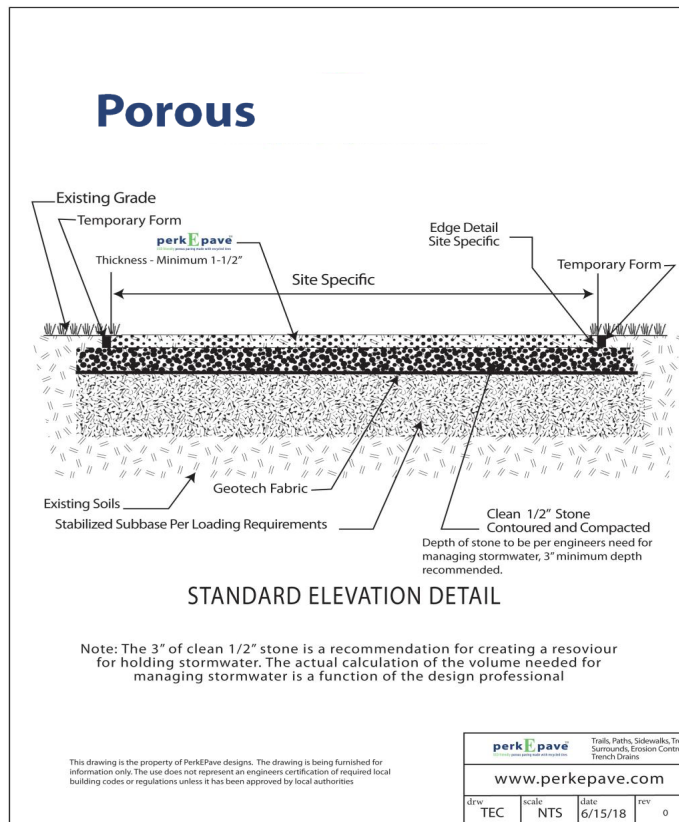 Porous
Existing Grade
Temporary Form
perkEpave
Thickness - Minimum 1-1/2"
Site Specific
Edge Detail
Site Specific
Temporary Form
Existing Soils
Geotech Fabric
Stabilized Subbase Per Loading Requirements
Clean 1/2" Stone
Contoured and Compacted
Depth of stone to be per engineers need for
managing stormwater, 3" minimum depth
recommended.
STANDARD ELEVATION DETAIL
Note: The 3" of clean 1/2" stone is a recommendation for creating a resoviour
for holding stormwater. The actual calculation of the volume needed for
managing stormwater is a function of the design professional
This drawing is the property of PerkEPave designs. The drawing is being furnished for
information only. The use does not represent an engineers certification of required local
building codes or regulations unless it has been approved by local authorities
perkEpave
Trails, Paths, Sidewalks,
Surrounds, Erosion
Trench Drains
www.perkepave.com
drw scale date rev
TEC NTS 6/15/18 0